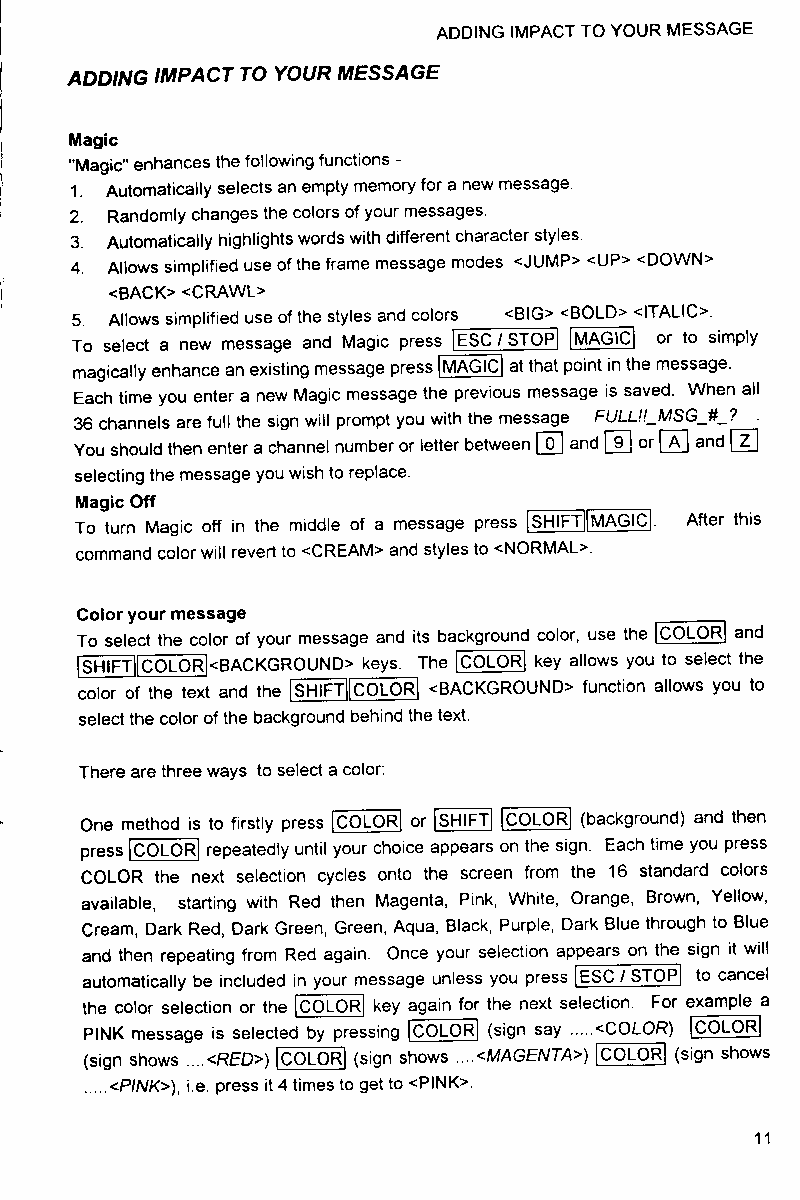 ADDING IMPACT TO YOUR MESSAGE
ADDING IMPACT TO YOUR MESSAGE
Magic
"Magic" enhances the following functions -
1. Automatically selects an empty memory for a new message.
2. Randomly changes the colors of your messages.
3. Automatically highlights words with different character styles.
4. Allows simplified use of the frame message modes <JUMP> <UP> <DOWN>
<BACK> <CRAWL>
5. Allows simplified use of the styles and colors <BIG> <BOLD> <ITALIC>.
To select a new message and Magic press ESC / STOP MAGIC or to simply
magically enhance an existing message press MAGIC at that point in the message.
Each time you enter a new Magic message the previous message is saved. When all
36 channels are full the sign will prompt you with the message FULL!!_MSG_#_? .
You should then enter a channel number or letter between 0 and 9 or A and Z
selecting the message you wish to replace.
Magic Off
To turn Magic off in the middle of a message press SHIFT MAGIC. After this
command color will revert to <CREAM> and styles to <NORMAL>.
Color your message
To select the color of your message and its background color, use the COLOR and
SHIFT COLOR <BACKGROUND> keys. The COLOR key allows you to select the
color of the text and the SHIFT COLOR <BACKGROUND> function allows you to
select the color of the background behind the text.
There are three ways to select a color:
One method is to firstly press COLOR or SHIFT COLOR (background) and then
press COLOR repeatedly until your choice appears on the sign. Each time you press
COLOR the next selection cycles onto the screen from the 16 standard colors
available, starting with Red then Magenta, Pink, White, Orange, Brown, Yellow,
Cream, Dark Red, Dark Green, Green, Aqua, Black, Purple, Dark Blue through to Blue
and then repeating from Red again. Once your selection appears on the sign it will
automatically be included in your message unless you press ESC / STOP to cancel
the color selection or the COLOR key again for the next selection. For example a
PINK message is selected by pressing COLOR (sign say .....<COLOR) COLOR
(sign shows ....<RED>) COLOR (sign shows ....<MAGENTA>) COLOR (sign shows
.....<PINK>), i.e. press it 4 times to get to <PINK>.
11